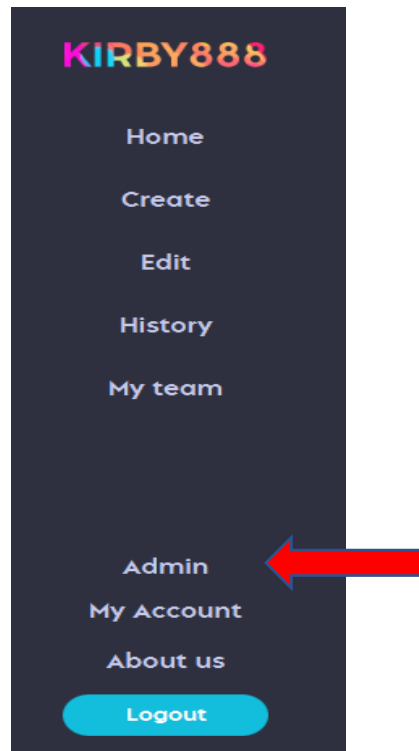 KIRBY888
Home
Create
Edit
History
My team
Admin
My Account
About us
Logout